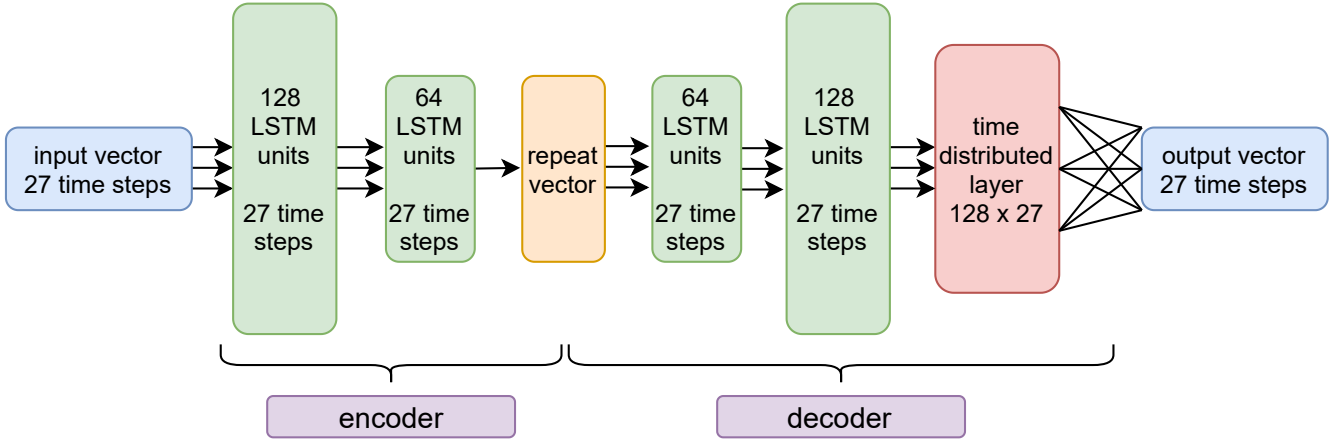 input vector
27 time steps
128
LSTM
units
27 time
steps
64
LSTM
units
27 time
steps
repeat
vector
64
LSTM
units
27 time
steps
128
LSTM
units
27 time
steps
time
distributed
layer
128 x 27
output vector
27 time steps
encoder
decoder